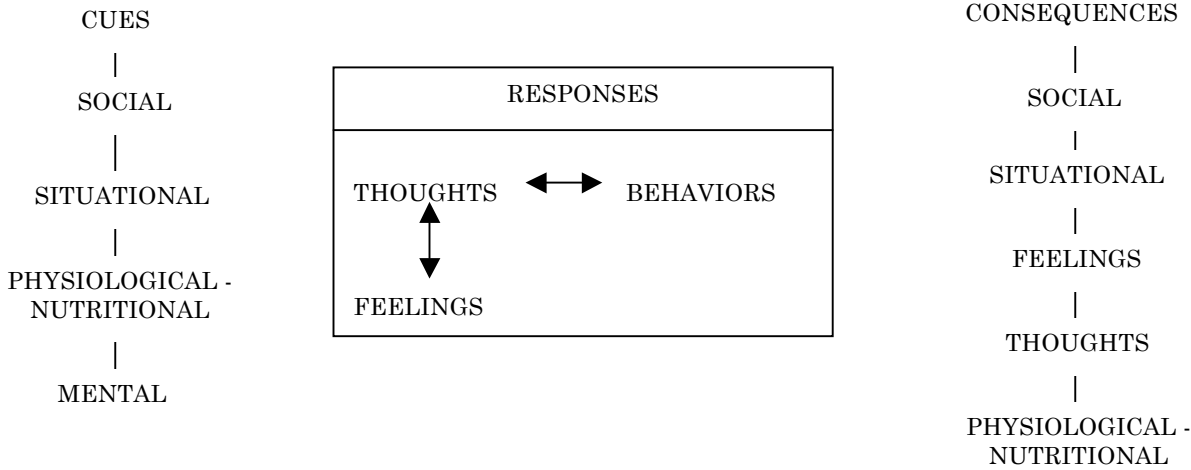 CUES
SOCIAL
SITUATIONAL
PHYSIOLOGICAL -
NUTRITIONAL
MENTAL
RESPONSES
THOUGHTS
BEHAVIORS
FEELINGS
CONSEQUENCES
SOCIAL
SITUATIONAL
FEELINGS
THOUGHTS
PHYSIOLOGICAL -
NUTRITIONAL